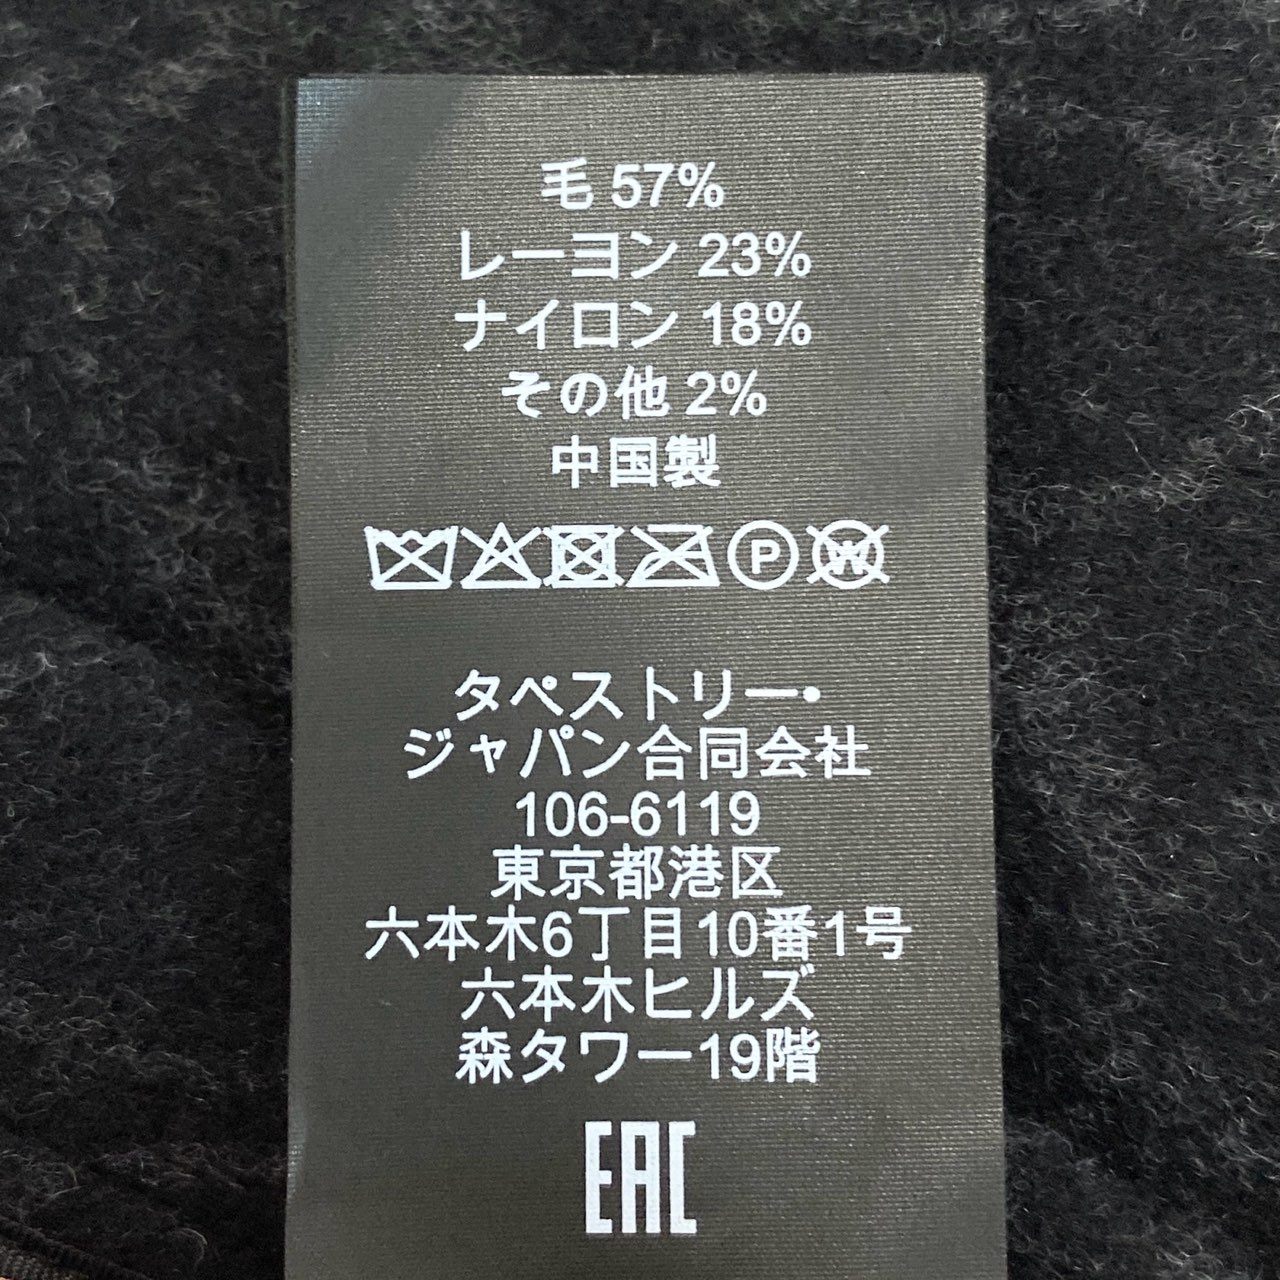 毛 57%
レーヨン 23%
ナイロン 18%
その他 2%
中国製
P W
タペストリー・
ジャパン合同会社
106-6119
東京都港区
六本木6丁目10番1号
六本木ヒルズ
森タワー19階
EAC